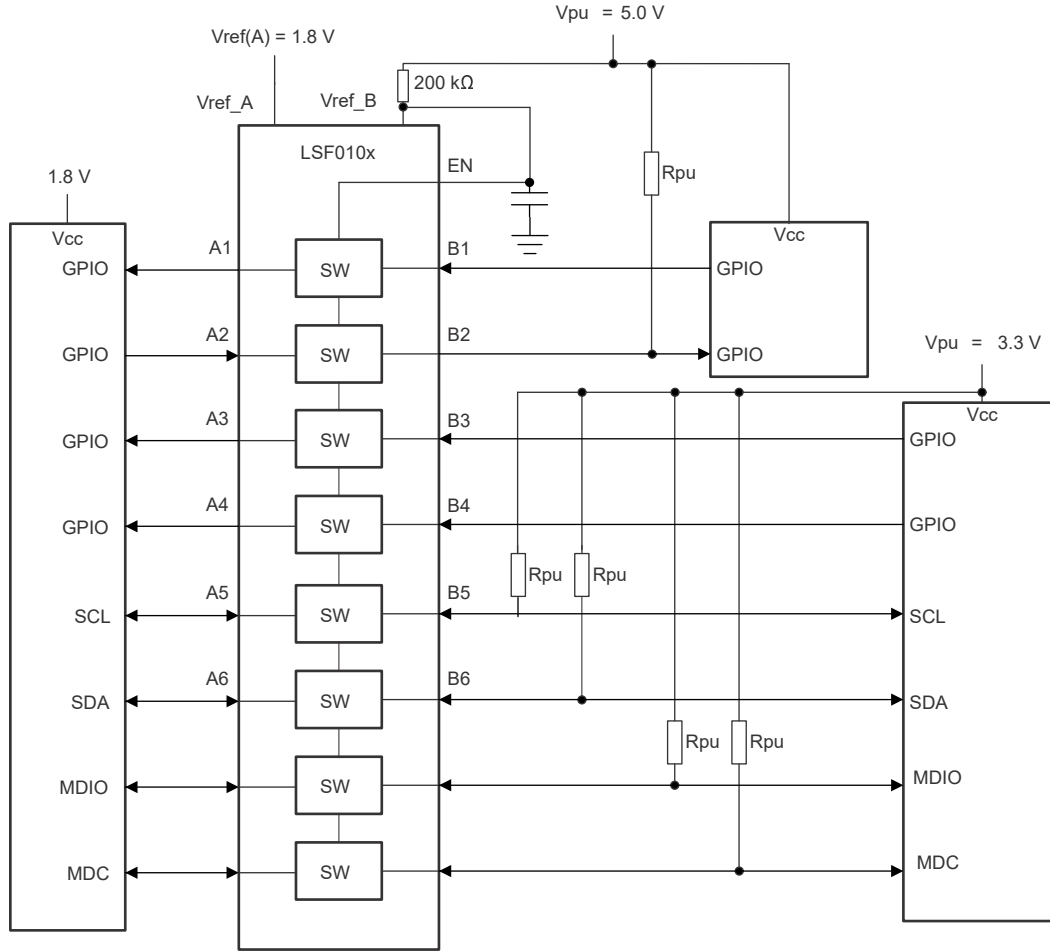 Vpu = 5.0 V
Vref(A) = 1.8 V
200 kΩ
Vref_A
Vref_B
LSF010x
EN
Rpu
1.8 V
Vcc
GPIO
A1
SW
B1
Vcc
GPIO
GPIO
A2
SW
B2
GPIO
Vpu = 3.3 V
Vcc
GPIO
A3
SW
B3
GPIO
GPIO
A4
SW
B4
GPIO
Rpu
Rpu
SCL
A5
SW
B5
SCL
SDA
A6
SW
B6
SDA
Rpu
Rpu
MDIO
SW
MDIO
MDC
SW
MDC